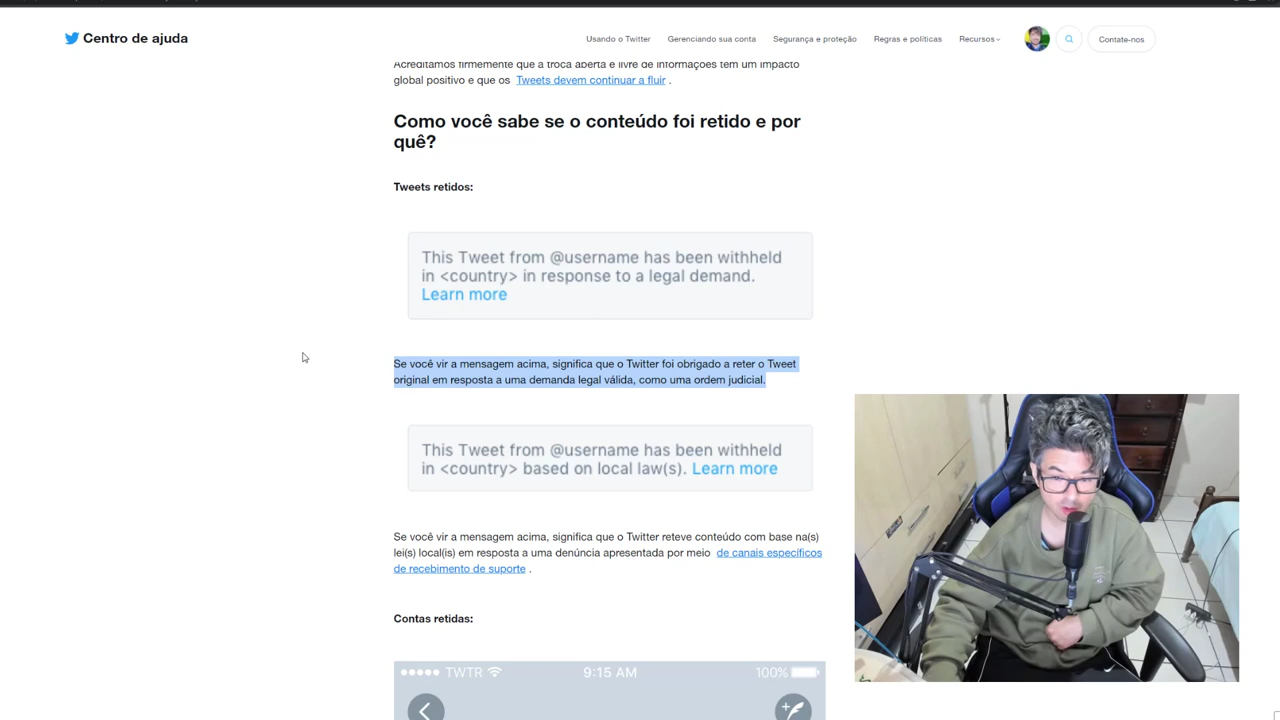 Centro de ajuda
Usando o Twitter
Gerenciando sua conta
Segurança e proteção
Regras e políticas
Recursos
Contate-nos
Acreditamos firmemente que a troca aberta e livre de informações tem um impacto
global positivo e que os Tweets devem continuar a fluir .
Como você sabe se o conteúdo foi retido e por
quê?
Tweets retidos:
This Tweet from @username has been withheld
in <country> in response to a legal demand.
Learn more
Se você vir a mensagem acima, significa que o Twitter foi obrigado a reter o Tweet
original em resposta a uma demanda legal válida, como uma ordem judicial.
This Tweet from @username has been withheld
in <country> based on local law(s). Learn more
Se você vir a mensagem acima, significa que o Twitter reteve conteúdo com base na(s)
lei(s) local(is) em resposta a uma denúncia apresentada por meio de canais específicos
de recebimento de suporte .
Contas retidas:
TWTR
9:15 AM
100%